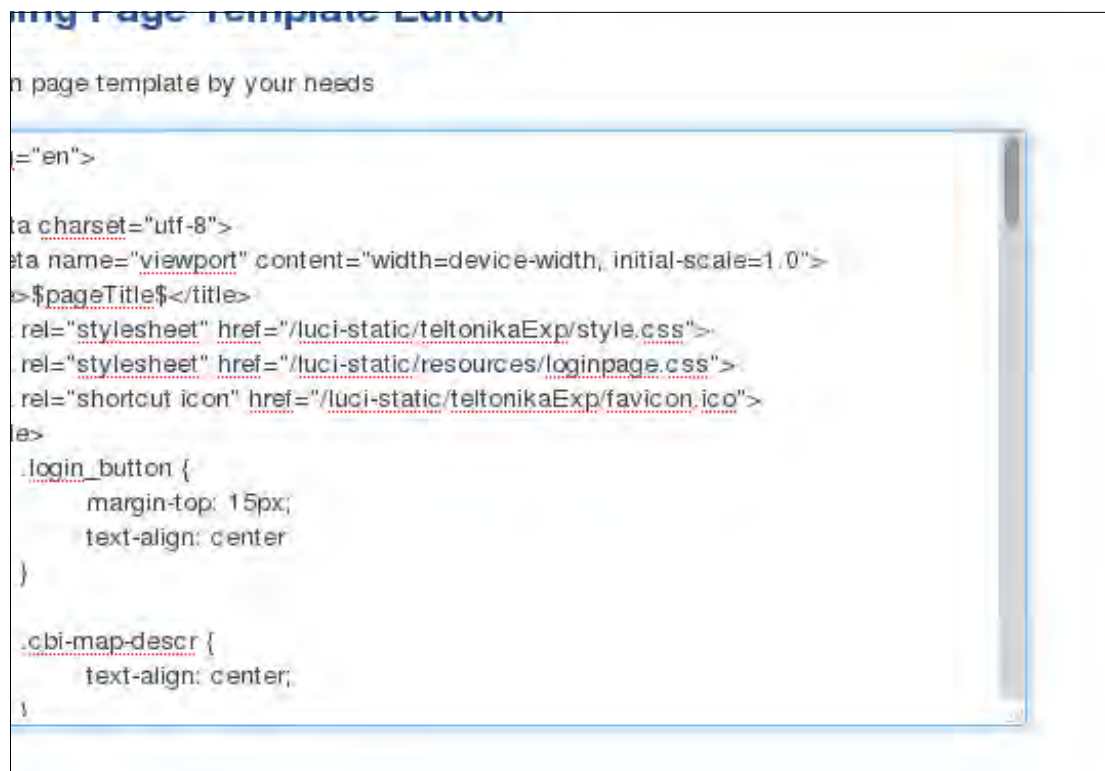 ing Page Template Editor
n page template by your needs
="en">
ta charset="utf-8">
eta name="viewport" content="width=device-width, initial-scale=1.0">
>$pageTitle$</title>
rel="stylesheet" href="/luci-static/teltonikaExp/style.css">
rel="stylesheet" href="/luci-static/resources/loginpage.css">
rel="shortcut icon" href="/luci-static/teltonikaExp/favicon.ico">
le>
.login_button {
margin-top: 15px;
text-align: center
}
.cbi-map-descr {
text-align: center;
}